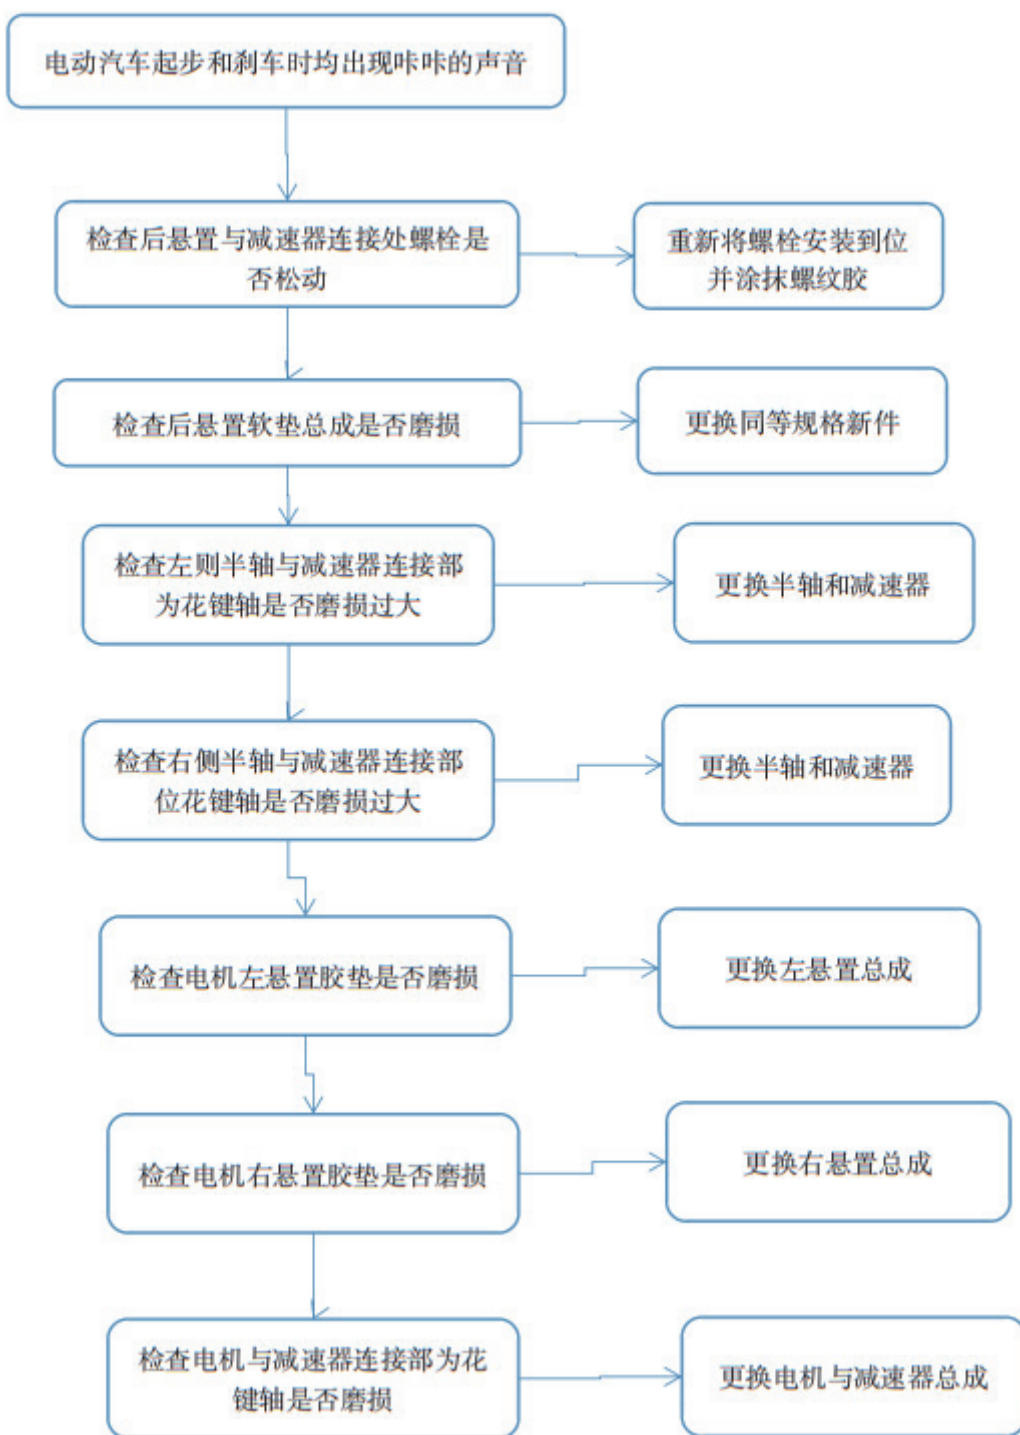 电动汽车起步和刹车时均出现咔咔的声音
检查后悬置与减速器连接处螺栓是
否松动
重新将螺栓安装到位
并涂抹螺纹胶
检查后悬置软垫总成是否磨损
更换同等规格新件
检查左则半轴与减速器连接部
为花键轴是否磨损过大
更换半轴和减速器
检查右侧半轴与减速器连接部
位花键轴是否磨损过大
更换半轴和减速器
检查电机左悬置胶垫是否磨损
更换左悬置总成
检查电机右悬置胶垫是否磨损
更换右悬置总成
检查电机与减速器连接部为花
键轴是否磨损
更换电机与减速器总成